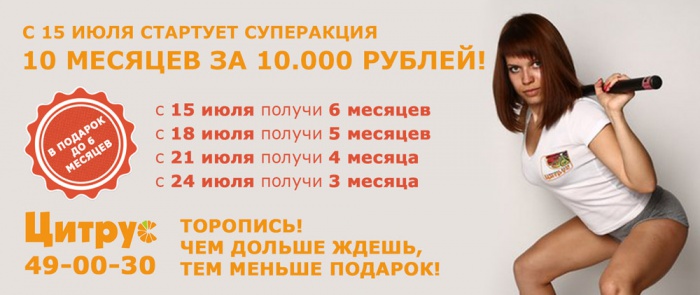 С 15 ИЮЛЯ СТАРТУЕТ СУПЕРАКЦИЯ
10 МЕСЯЦЕВ ЗА 10.000 РУБЛЕЙ!
В ПОДАРОК
ДО 6
МЕСЯЦЕВ
с 15 июля получи 6 месяцев
с 18 июля получи 5 месяцев
с 21 июля получи 4 месяца
с 24 июля получи 3 месяца
Цитрус
49-00-30
ТОРОПИСЬ!
ЧЕМ ДОЛЬШЕ ЖДЕШЬ,
ТЕМ МЕНЬШЕ ПОДАРОК!